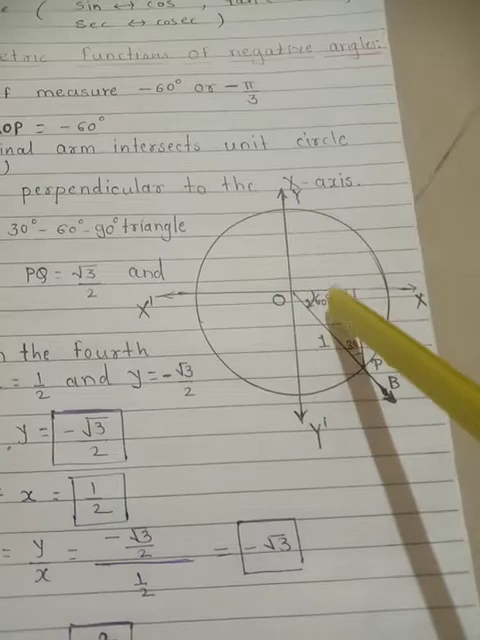 ( sin ↔ cos ,
sec ↔ cosec )
functions of negative angles:
f measure -60° or -π/3
OP = -60°
inal arm intersects unit circle
)
perpendicular to the X-axis.
30°-60°-90° triangle
PQ = √3/2 and
Y
X' O 60° X
1 30° P
B
Y'
the fourth
= 1/2 and y = -√3/2
y = -√3/2
x = 1/2
= y/x = (-√3/2)/(1/2) = -√3